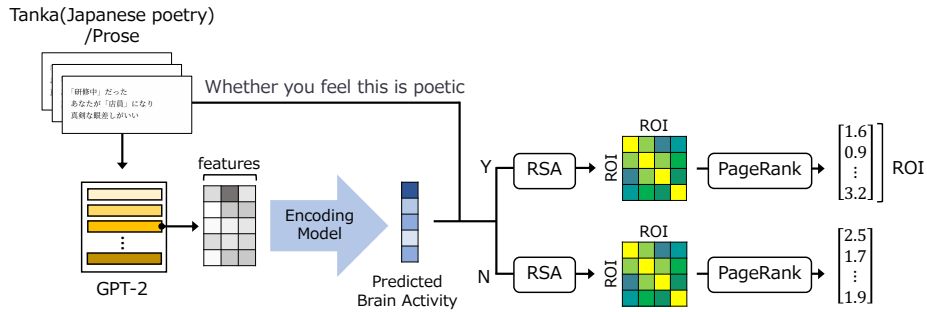 Tanka(Japanese poetry)
/Prose
「研修中」だった
あなたが「店員」になり
真剣な眼差しがいい
Whether you feel this is poetic
features
GPT-2
Encoding
Model
Predicted
Brain Activity
Y
RSA
ROI
ROI
PageRank
1.6
0.9
⋮
3.2
ROI
N
RSA
ROI
ROI
PageRank
2.5
1.7
⋮
1.9